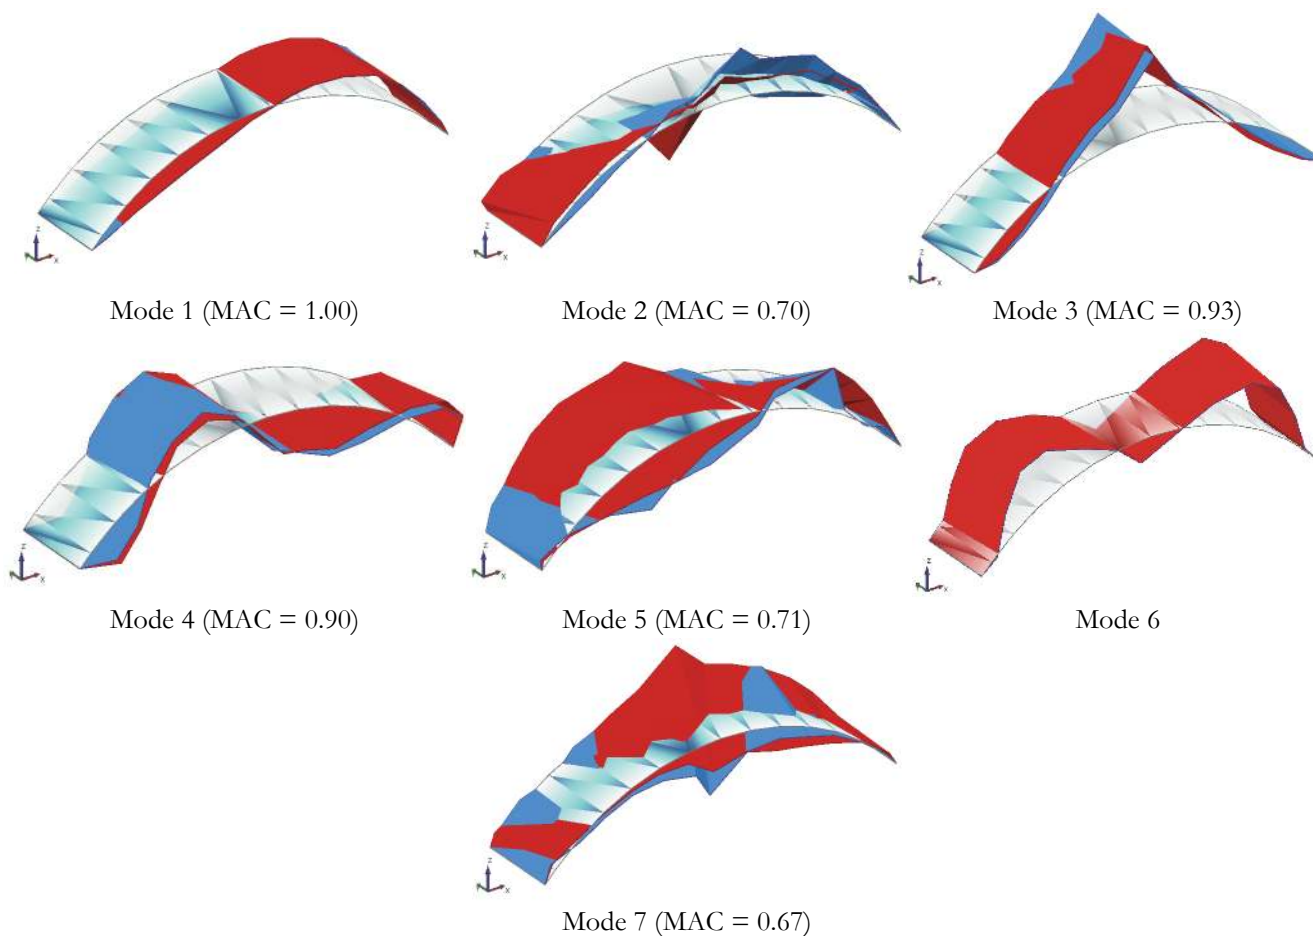 z
x
z
x
z
x
Mode 1 (MAC = 1.00)
Mode 2 (MAC = 0.70)
Mode 3 (MAC = 0.93)
z
x
z
x
z
x
Mode 4 (MAC = 0.90)
Mode 5 (MAC = 0.71)
Mode 6
z
x
Mode 7 (MAC = 0.67)